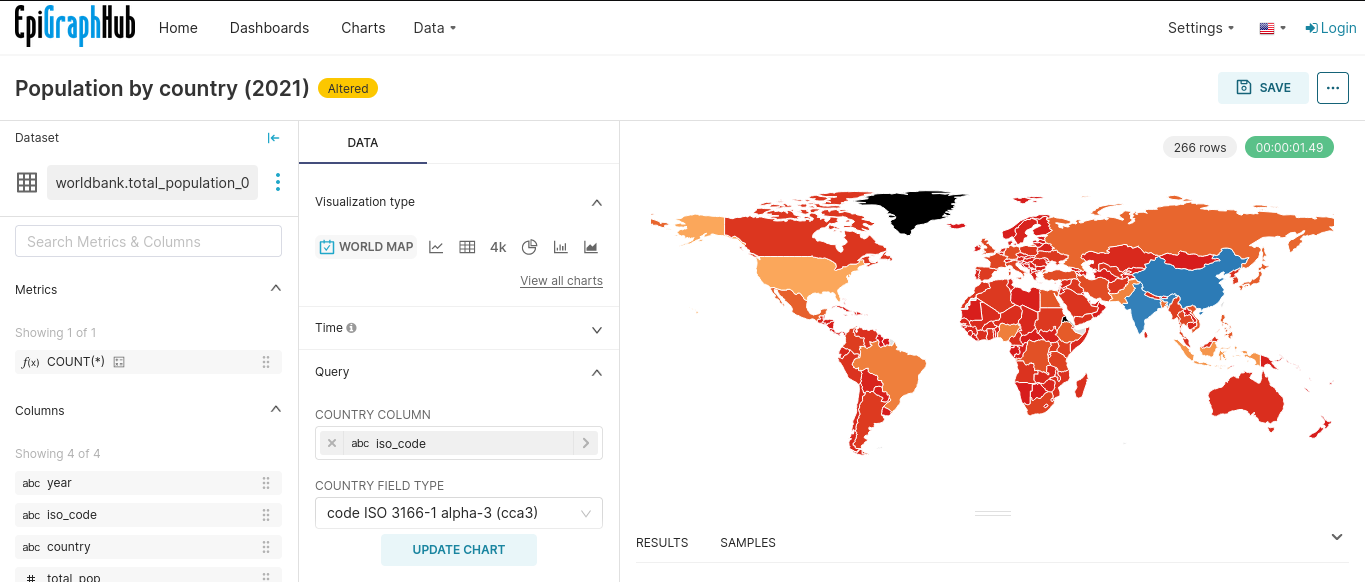 EpiGraphHub
Home
Dashboards
Charts
Data
Settings
Login
Population by country (2021)
Altered
SAVE
...
Dataset
worldbank.total_population_0
Search Metrics & Columns
Metrics
Showing 1 of 1
f(x) COUNT(*)
Columns
Showing 4 of 4
abc year
abc iso_code
abc country
# total_pop
DATA
Visualization type
WORLD MAP
4k
View all charts
Time
Query
COUNTRY COLUMN
abc iso_code
COUNTRY FIELD TYPE
code ISO 3166-1 alpha-3 (cca3)
UPDATE CHART
266 rows
00:00:01.49
RESULTS
SAMPLES